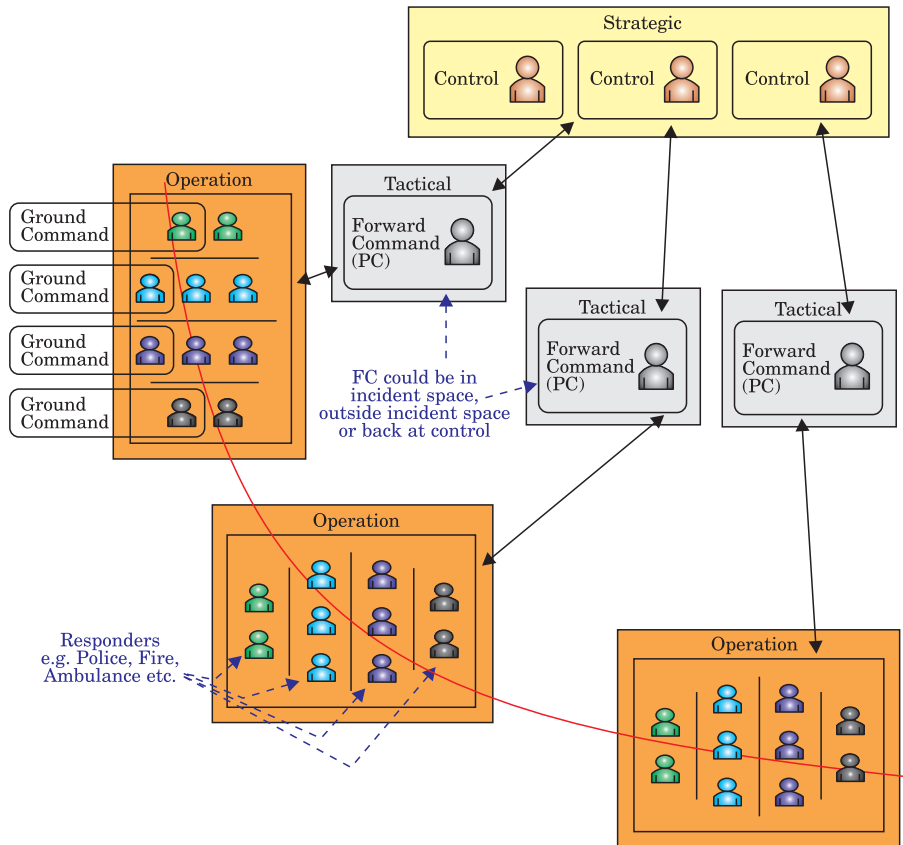 Strategic
Control
Control
Control
Operation
Ground
Command
Ground
Command
Ground
Command
Ground
Command
Tactical
Forward
Command
(PC)
Tactical
Forward
Command
(PC)
Tactical
Forward
Command
(PC)
FC could be in
incident space,
outside incident space
or back at control
Operation
Responders
e.g. Police, Fire,
Ambulance etc.
Operation